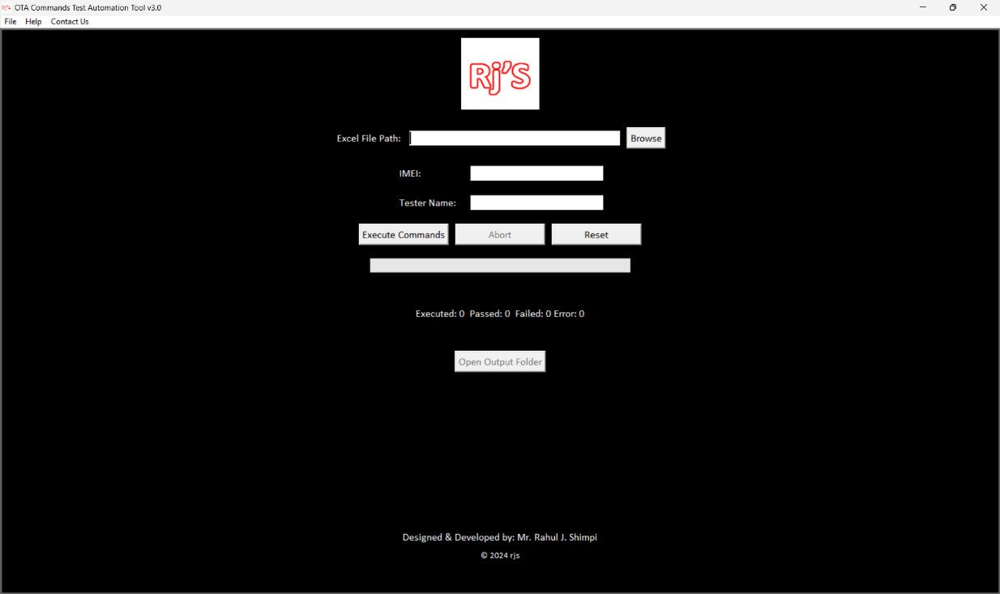 Rj's OTA Commands Test Automation Tool v3.0
File Help Contact Us
Rj'S
Excel File Path: Browse
IMEI:
Tester Name:
Execute Commands Abort Reset
Executed: 0 Passed: 0 Failed: 0 Error: 0
Open Output Folder
Designed & Developed by: Mr. Rahul J. Shimpi
© 2024 rjs